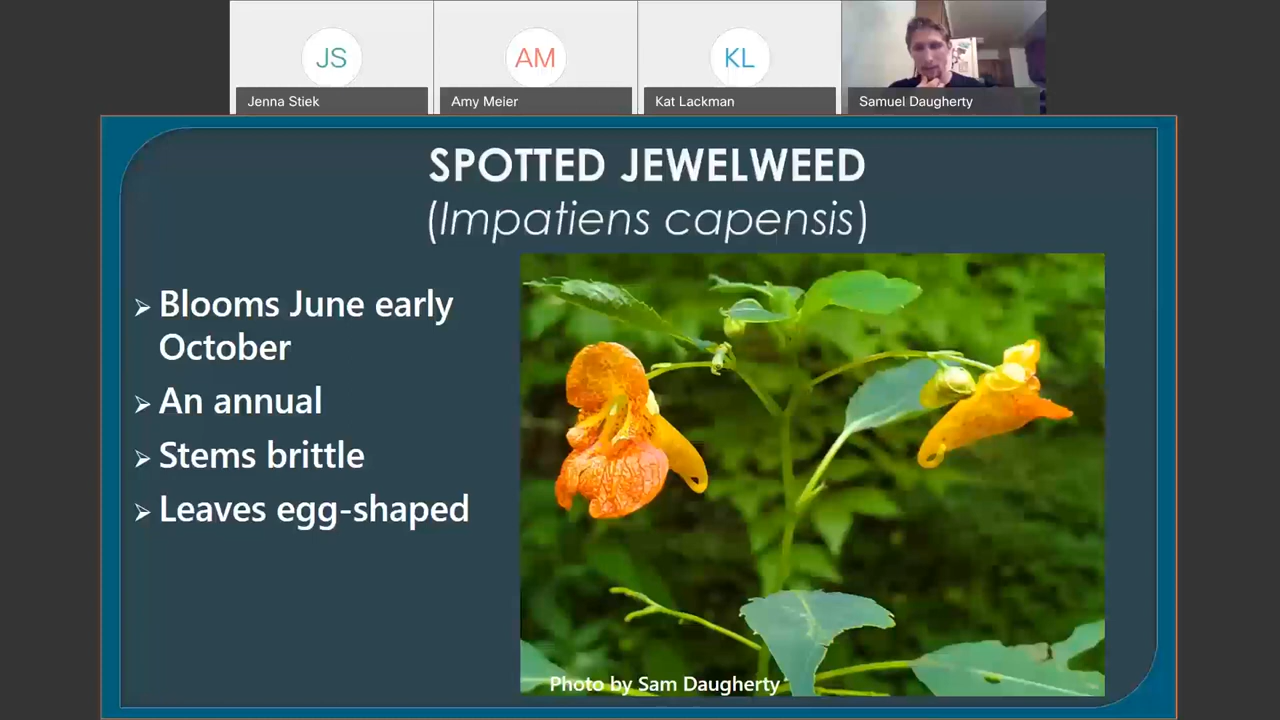 JS
AM
KL
Jenna Stiek
Amy Meier
Kat Lackman
Samuel Daugherty
SPOTTED JEWELWEED
(Impatiens capensis)
➢ Blooms June early
October
➢ An annual
➢ Stems brittle
➢ Leaves egg-shaped
Photo by Sam Daugherty